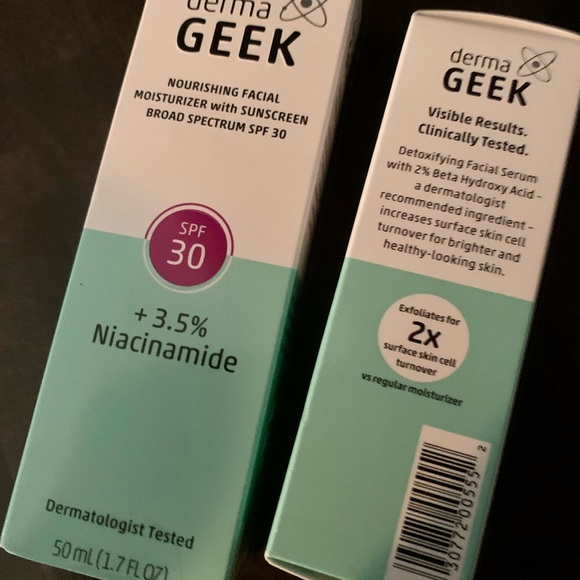 derma
GEEK
NOURISHING FACIAL
MOISTURIZER with SUNSCREEN
BROAD SPECTRUM SPF 30
SPF
30
+ 3.5%
Niacinamide
Dermatologist Tested
50 mL (1.7 FL OZ)
derma
GEEK
Visible Results.
Clinically Tested.
Detoxifying Facial Serum
with 2% Beta Hydroxy Acid –
a dermatologist
recommended ingredient –
increases surface skin cell
turnover for brighter and
healthy-looking skin.
Exfoliates for
2x
surface skin cell
turnover
vs regular moisturizer
3077200555 2